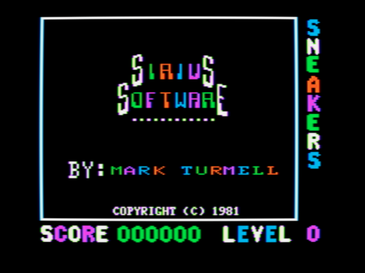 SIRIUS
SOFTWARE
BY: MARK TURMELL
COPYRIGHT (C) 1981
SNEAKERS
SCORE 000000 LEVEL 0